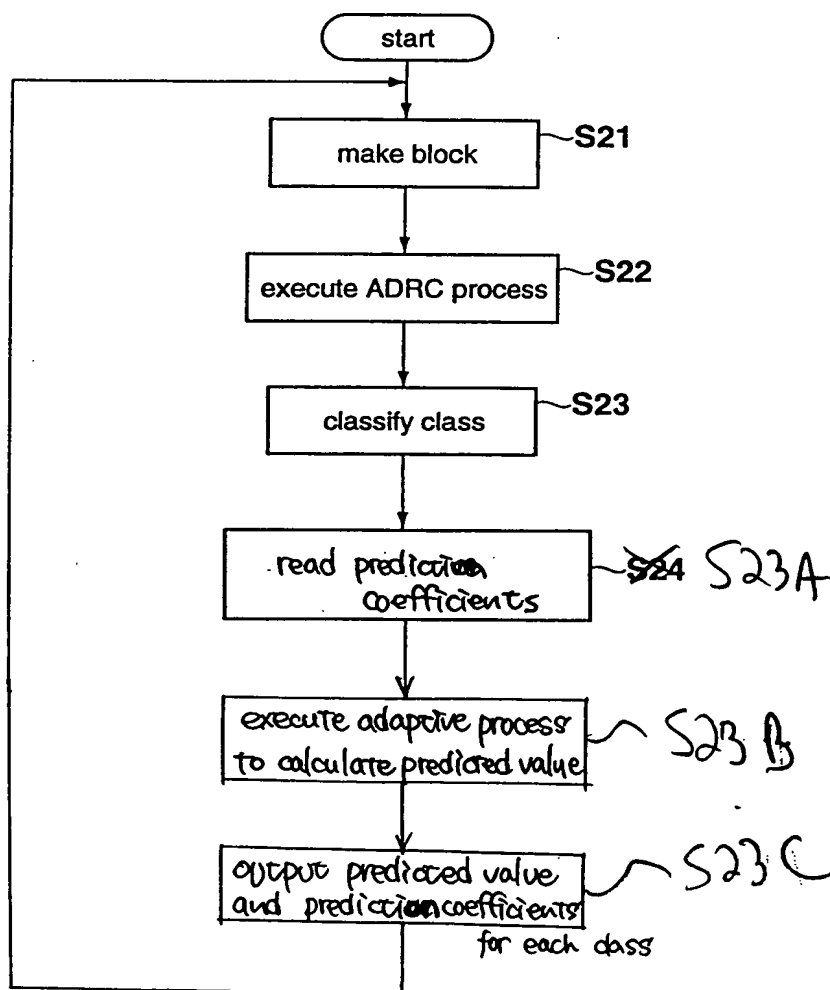 start
make block
S21
execute ADRC process
S22
classify class
S23
read prediction
coefficients
S24 S23A
execute adaptive process
to calculate predicted value
S23B
output predicted value
and prediction coefficients
for each class
S23C